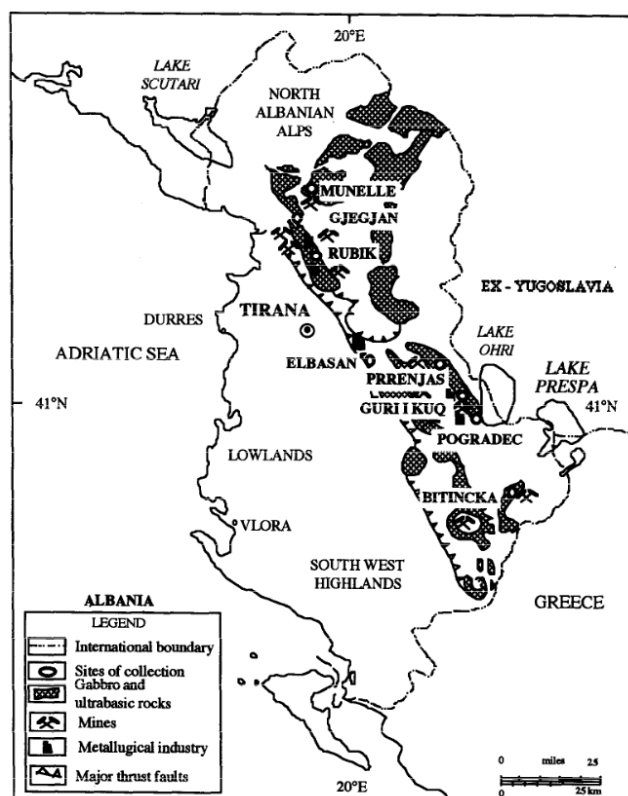 20°E
LAKE
SCUTARI
NORTH
ALBANIAN
ALPS
MUNELLE
GJEGJAN
RUBIK
EX - YUGOSLAVIA
TIRANA
DURRES
LAKE
OHRI
ADRIATIC SEA
ELBASAN
LAKE
PRESPA
PRRENJAS
41°N
GURI I KUQ
41°N
POGRADEC
LOWLANDS
BITINCKA
VLORA
SOUTH WEST
HIGHLANDS
GREECE
ALBANIA
LEGEND
International boundary
Sites of collection
Gabbro and
ultrabasic rocks
Mines
Metallugical industry
Major thrust faults
0 miles 25
0 25 km
20°E